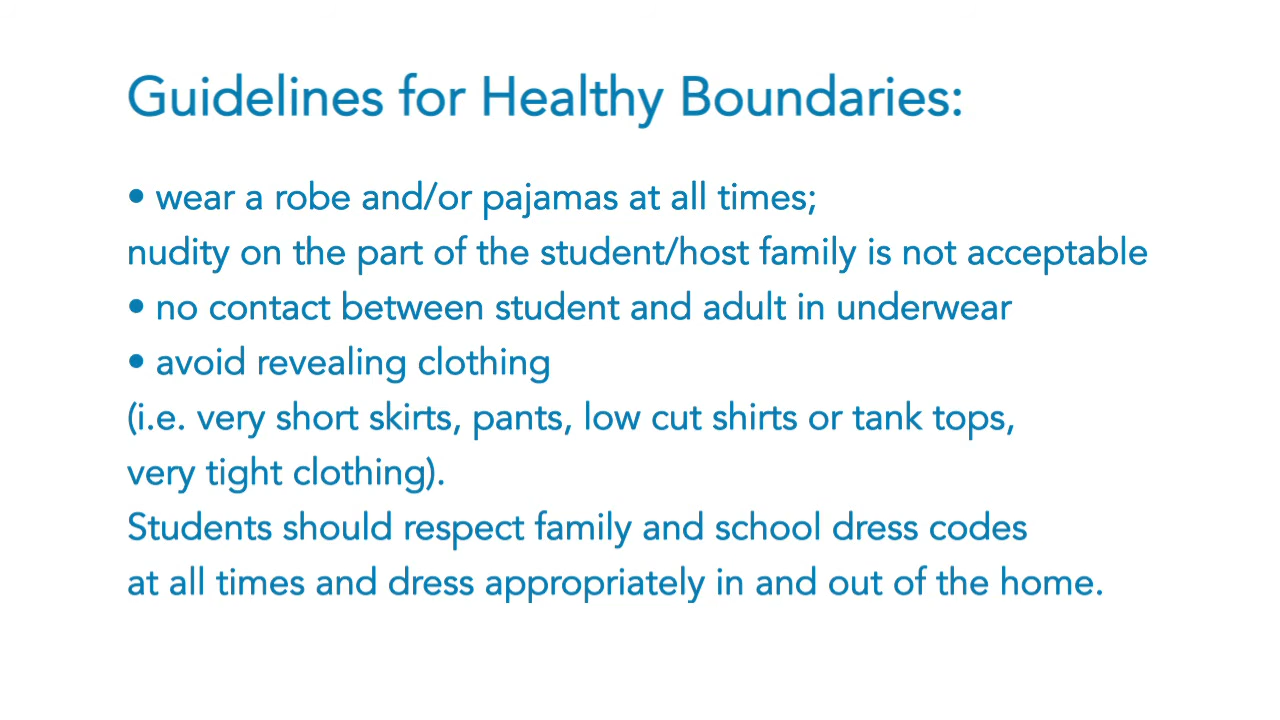 Guidelines for Healthy Boundaries:
• wear a robe and/or pajamas at all times;
nudity on the part of the student/host family is not acceptable
• no contact between student and adult in underwear
• avoid revealing clothing
(i.e. very short skirts, pants, low cut shirts or tank tops,
very tight clothing).
Students should respect family and school dress codes
at all times and dress appropriately in and out of the home.